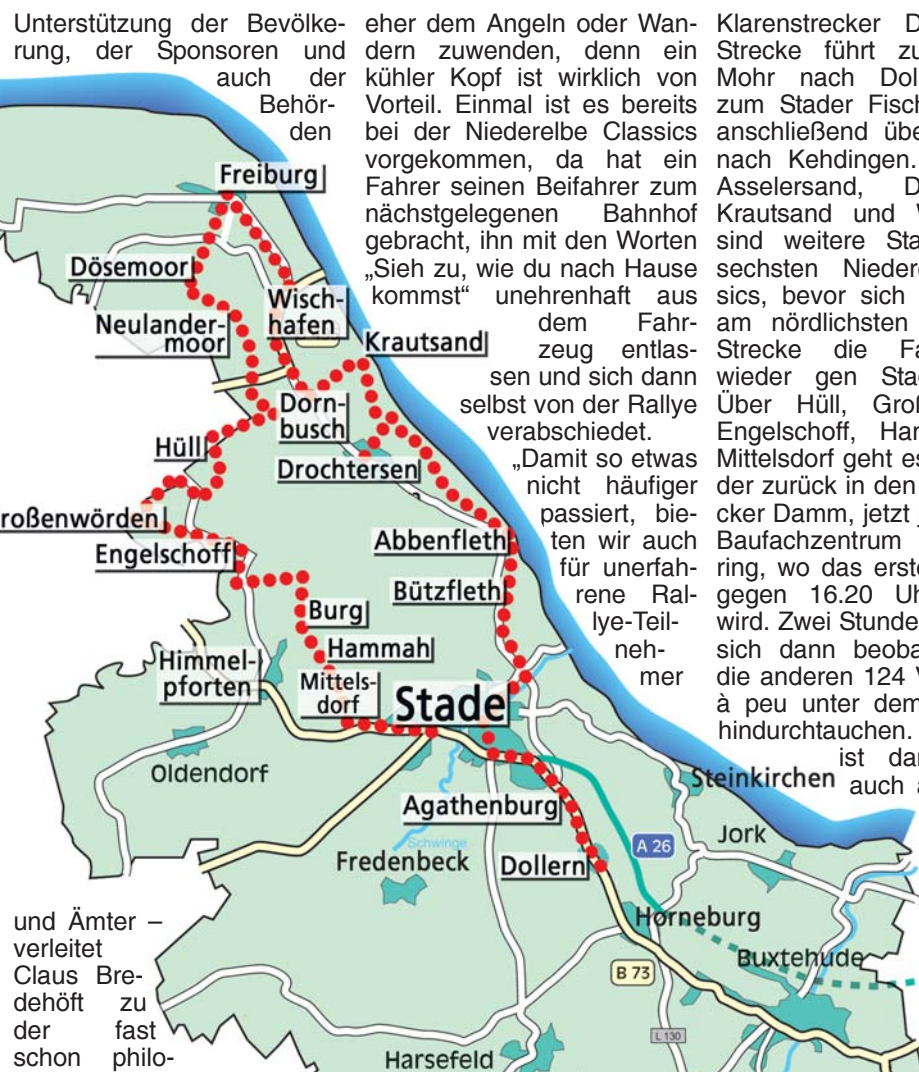 Unterstützung der Bevölke-
rung, der Sponsoren und
auch der
Behör-
den
und Ämter –
verleitet
Claus Bre-
dehöft zu
der fast
schon philo-
eher dem Angeln oder Wan-
dern zuwenden, denn ein
kühler Kopf ist wirklich von
Vorteil. Einmal ist es bereits
bei der Niederelbe Classics
vorgekommen, da hat ein
Fahrer seinen Beifahrer zum
nächstgelegenen Bahnhof
gebracht, ihn mit den Worten
„Sieh zu, wie du nach Hause
kommst“ unehrenhaft aus
dem Fahr-
zeug entlas-
sen und sich dann
selbst von der Rallye
verabschiedet.
„Damit so etwas
nicht häufiger
passiert, bie-
ten wir auch
für unerfah-
rene Ral-
lye-Teil-
neh-
mer
Klarenstrecker D
Strecke führt zu
Mohr nach Dol
zum Stader Fisch
anschließend übe
nach Kehdingen.
Asselersand, D
Krautsand und W
sind weitere Sta
sechsten Niedere
sics, bevor sich
am nördlichsten
Strecke die Fa
wieder gen Stad
Über Hüll, Groß
Engelschoff, Ham
Mittelsdorf geht es
der zurück in den
cker Damm, jetzt j
Baufachzentrum
ring, wo das erste
gegen 16.20 Uh
wird. Zwei Stunde
sich dann beoba
die anderen 124 V
à peu unter dem
hindurchtauchen.
ist dar
auch a
Freiburg
Dösemoor
Wisch-
hafen
Neulander-
moor
Krautsand
Dorn-
busch
Hüll
Drochtersen
roßenwörden
Abbenfleth
Engelschoff
Bützfleth
Burg
Hammah
Himmel-
pforten
Mittels-
dorf
Stade
Oldendorf
Steinkirchen
Agathenburg
Schwinge
A 26
Jork
Fredenbeck
Dollern
Horneburg
Buxtehude
B 73
L 130
Harsefeld